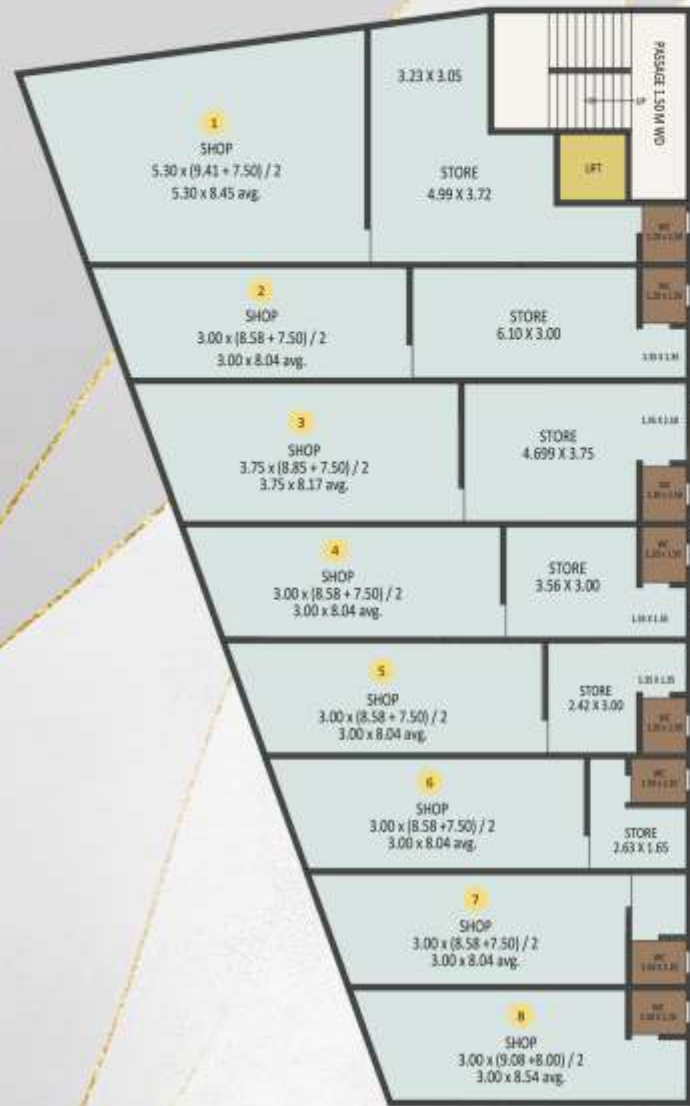 3.23 X 3.05
UP
PASSAGE 1.50 M WD
LIFT
1
SHOP
5.30 x (9.41 + 7.50) / 2
5.30 x 8.45 avg.
STORE
4.99 X 3.72
WC
2
SHOP
3.00 x (8.58 + 7.50) / 2
3.00 x 8.04 avg.
STORE
6.10 X 3.00
WC
3
SHOP
3.75 x (8.85 + 7.50) / 2
3.75 x 8.17 avg.
STORE
4.699 X 3.75
WC
4
SHOP
3.00 x (8.58 + 7.50) / 2
3.00 x 8.04 avg.
STORE
3.56 X 3.00
WC
5
SHOP
3.00 x (8.58 + 7.50) / 2
3.00 x 8.04 avg.
STORE
2.42 X 3.00
WC
6
SHOP
3.00 x (8.58 +7.50) / 2
3.00 x 8.04 avg.
WC
STORE
2.63 X 1.65
7
SHOP
3.00 x (8.58 +7.50) / 2
3.00 x 8.04 avg.
WC
8
SHOP
3.00 x (9.08 +8.00) / 2
3.00 x 8.54 avg.
WC